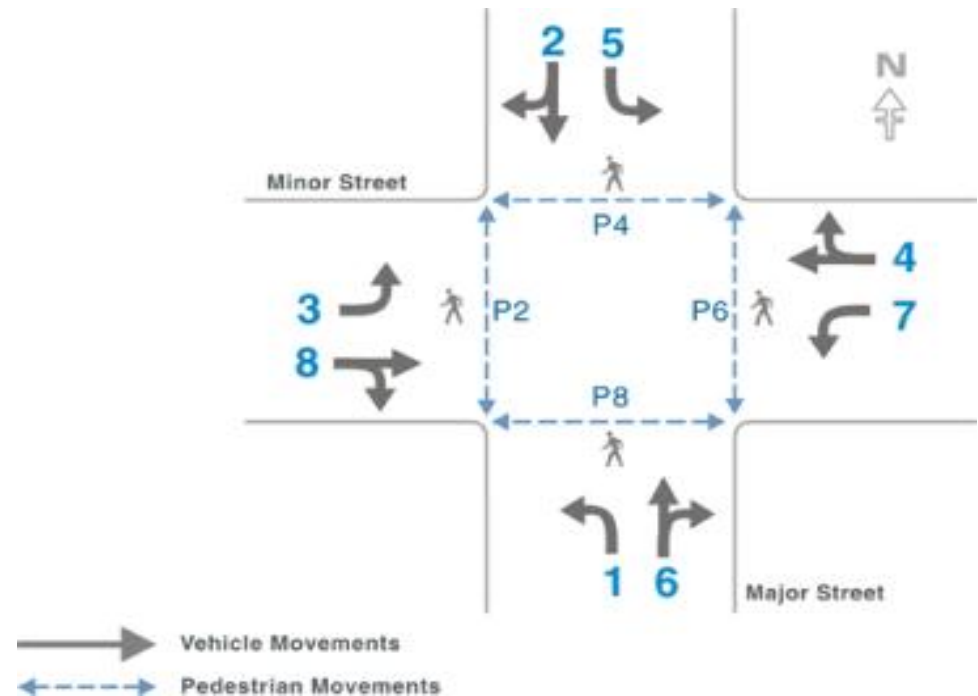 2 5
N
Minor Street
P4
4
3 P2 P6 7
8
P8
1 6
Major Street
Vehicle Movements
Pedestrian Movements